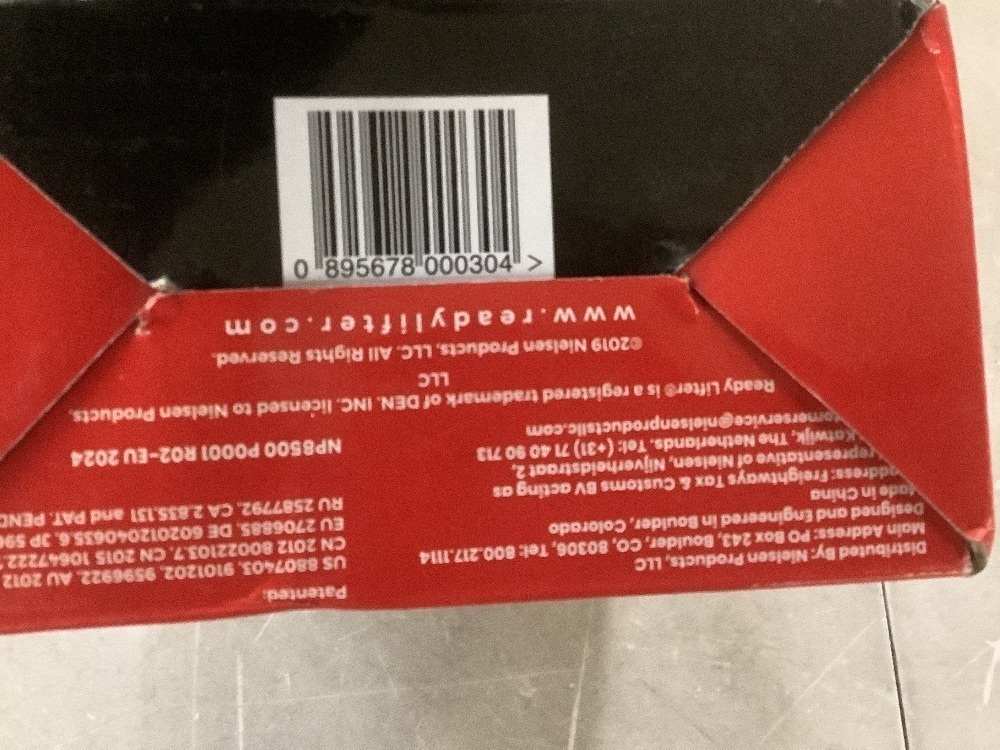 0 895678 000304 >
www.readylifter.com
©2019 Nielsen Products, LLC. All Rights Reserved.
Ready Lifter® is a registered trademark of DEN, INC. licensed to Nielsen Products,
LLC
NP8500 P0001 R02-EU 2024
Distributed By: Nielsen Products, LLC
Main Address: PO Box 243, Boulder, CO, 80306, Tel: 800.217.1114
Designed and Engineered in Boulder, Colorado
Made in China
address: Freightways Tax & Customs BV acting as
representative of Nielsen, Nijverheidstraat 2,
Katwijk, The Netherlands. Tel: (+31) 71 40 90 713
tomerservice@nielsenproductsllc.com
Patented:
US 8807403, 9101202, 9596922, AU 2012
CN 2012 80022103.7, CN 2015 10647222
EU 2706885, DE 602012040635.6, JP 596
RU 2587792, CA 2,835,131 and PAT. PEND